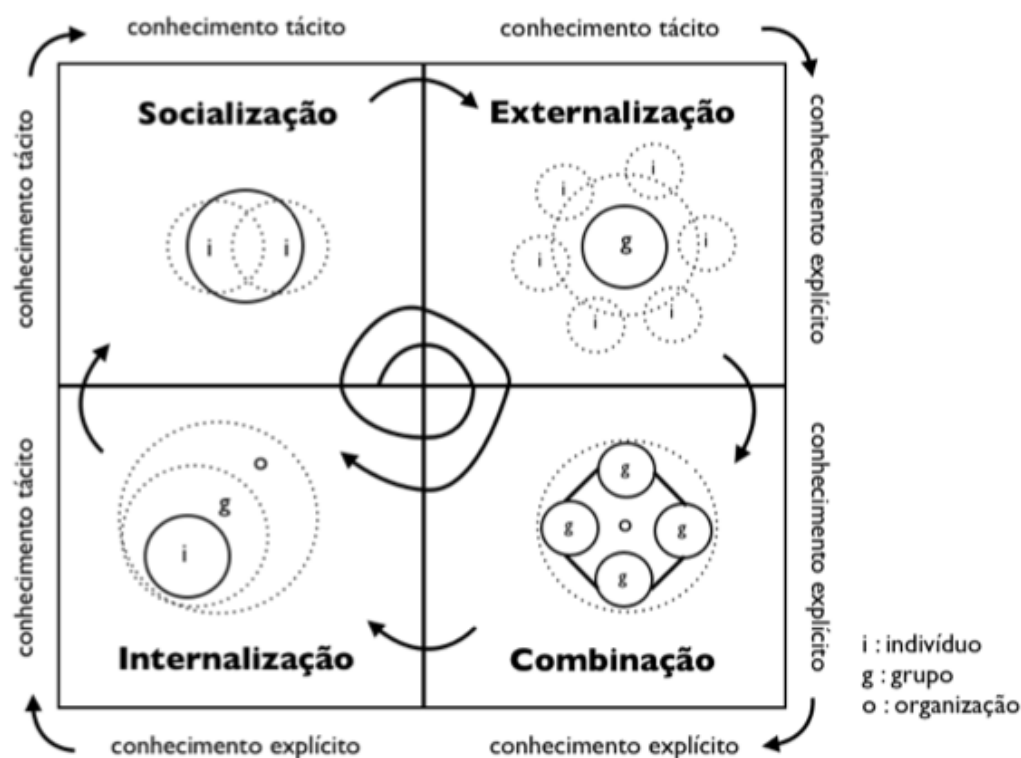 conhecimento tácito
conhecimento tácito
Socialização
Externalização
conhecimento tácito
conhecimento explícito
i
i
i
i
i
i
i
i
g
conhecimento tácito
conhecimento explícito
o
g
i
g
g
o
g
g
Internalização
Combinação
conhecimento explícito
conhecimento explícito
i : indivíduo
g : grupo
o : organização